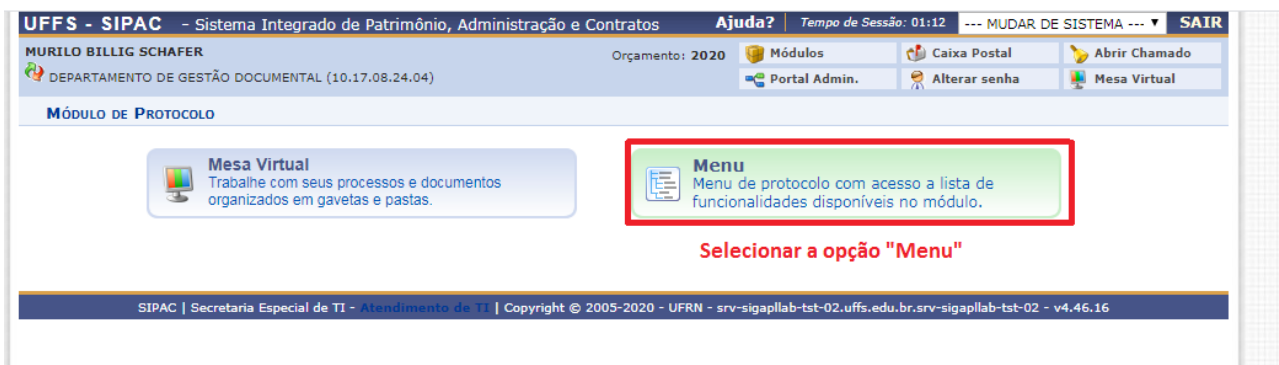 UFFS - SIPAC - Sistema Integrado de Patrimônio, Administração e Contratos Ajuda? Tempo de Sessão: 01:12 --- MUDAR DE SISTEMA --- SAIR
MURILO BILLIG SCHAFER Orçamento: 2020 Módulos Caixa Postal Abrir Chamado
DEPARTAMENTO DE GESTÃO DOCUMENTAL (10.17.08.24.04) Portal Admin. Alterar senha Mesa Virtual
MÓDULO DE PROTOCOLO
Mesa Virtual
Trabalhe com seus processos e documentos
organizados em gavetas e pastas.
Menu
Menu de protocolo com acesso a lista de
funcionalidades disponíveis no módulo.
Selecionar a opção "Menu"
SIPAC | Secretaria Especial de TI - Atendimento de TI | Copyright © 2005-2020 - UFRN - srv-sigapllab-tst-02.uffs.edu.br.srv-sigapllab-tst-02 - v4.46.16